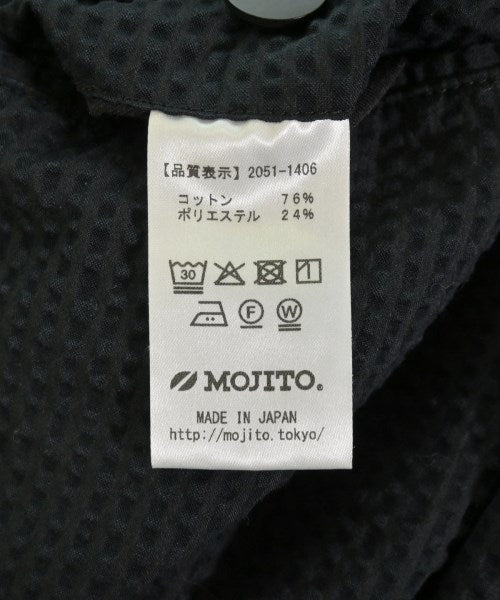 【品質表示】2051-1406
コットン 76%
ポリエステル 24%
30
F W
MOJITO®
MADE IN JAPAN
http://mojito.tokyo/